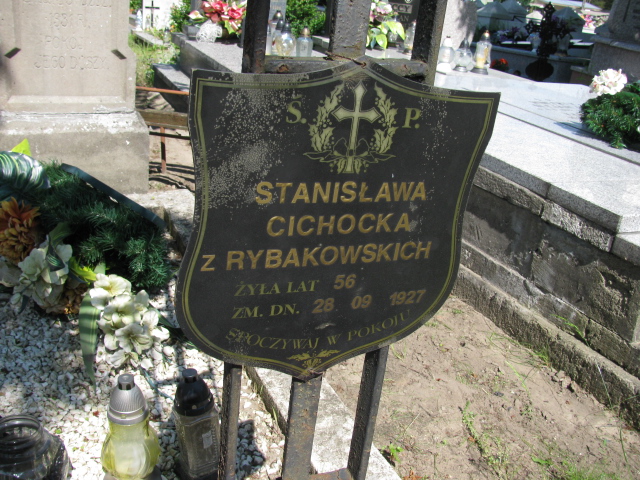 Ś. P.
STANISŁAWA
CICHOCKA
Z RYBAKOWSKICH
ŻYŁA LAT 56
ZM. DN. 28 09 1927
SPOCZYWAJ W POKOJU